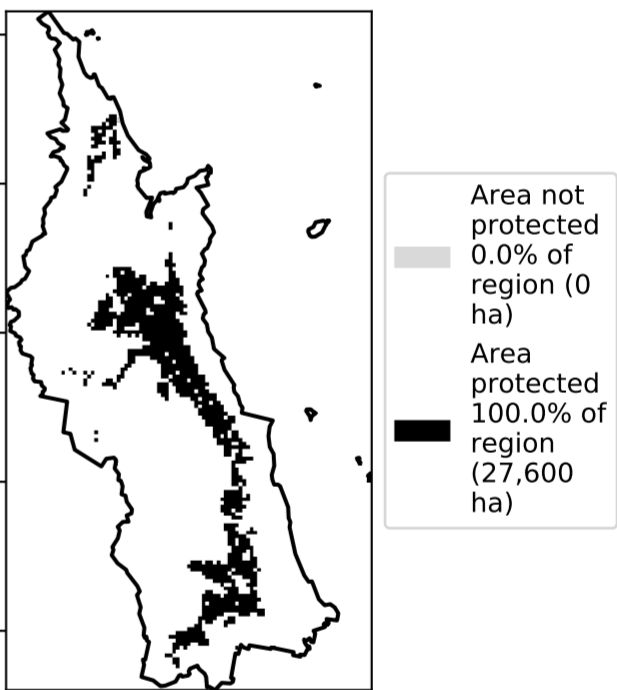 Area not
protected
0.0% of
region (0
ha)
Area
protected
100.0% of
region
(27,600
ha)